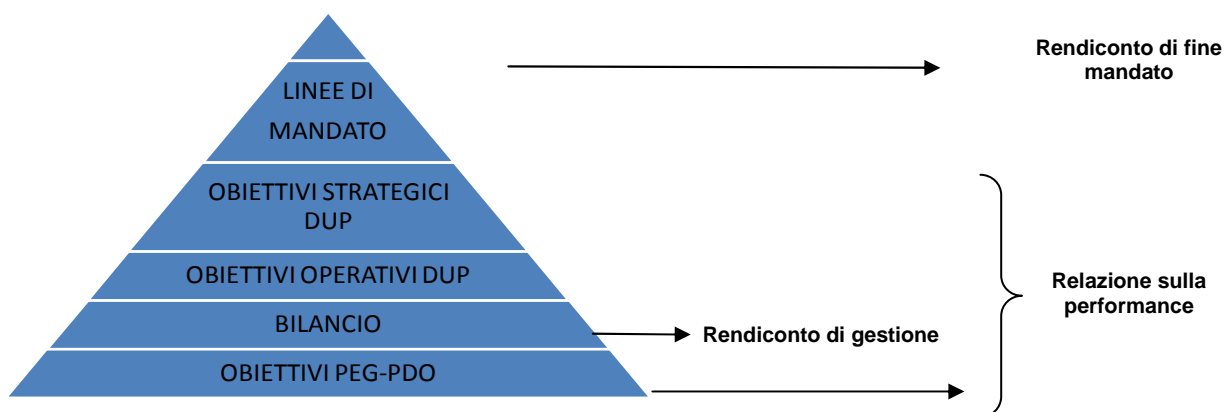 Rendiconto di fine
mandato
LINEE DI
MANDATO
OBIETTIVI STRATEGICI
DUP
OBIETTIVI OPERATIVI DUP
Relazione sulla
performance
BILANCIO
Rendiconto di gestione
OBIETTIVI PEG-PDO